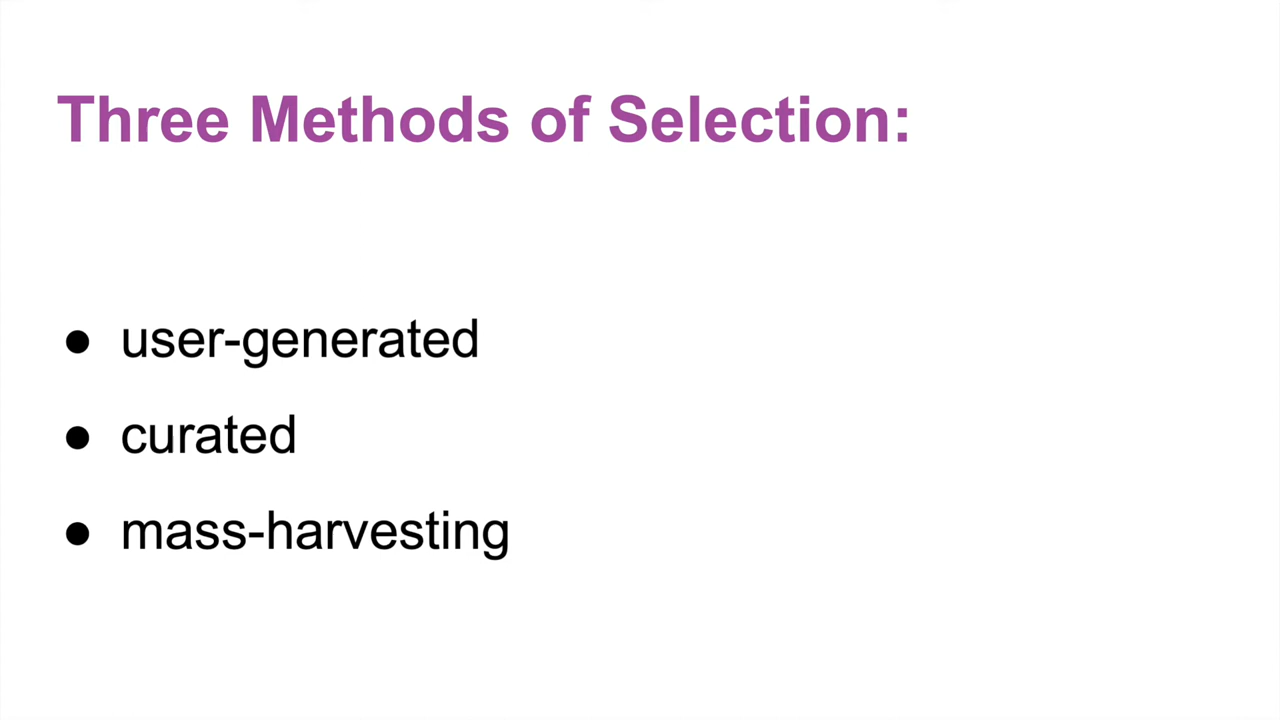 Three Methods of Selection:
● user-generated
● curated
● mass-harvesting